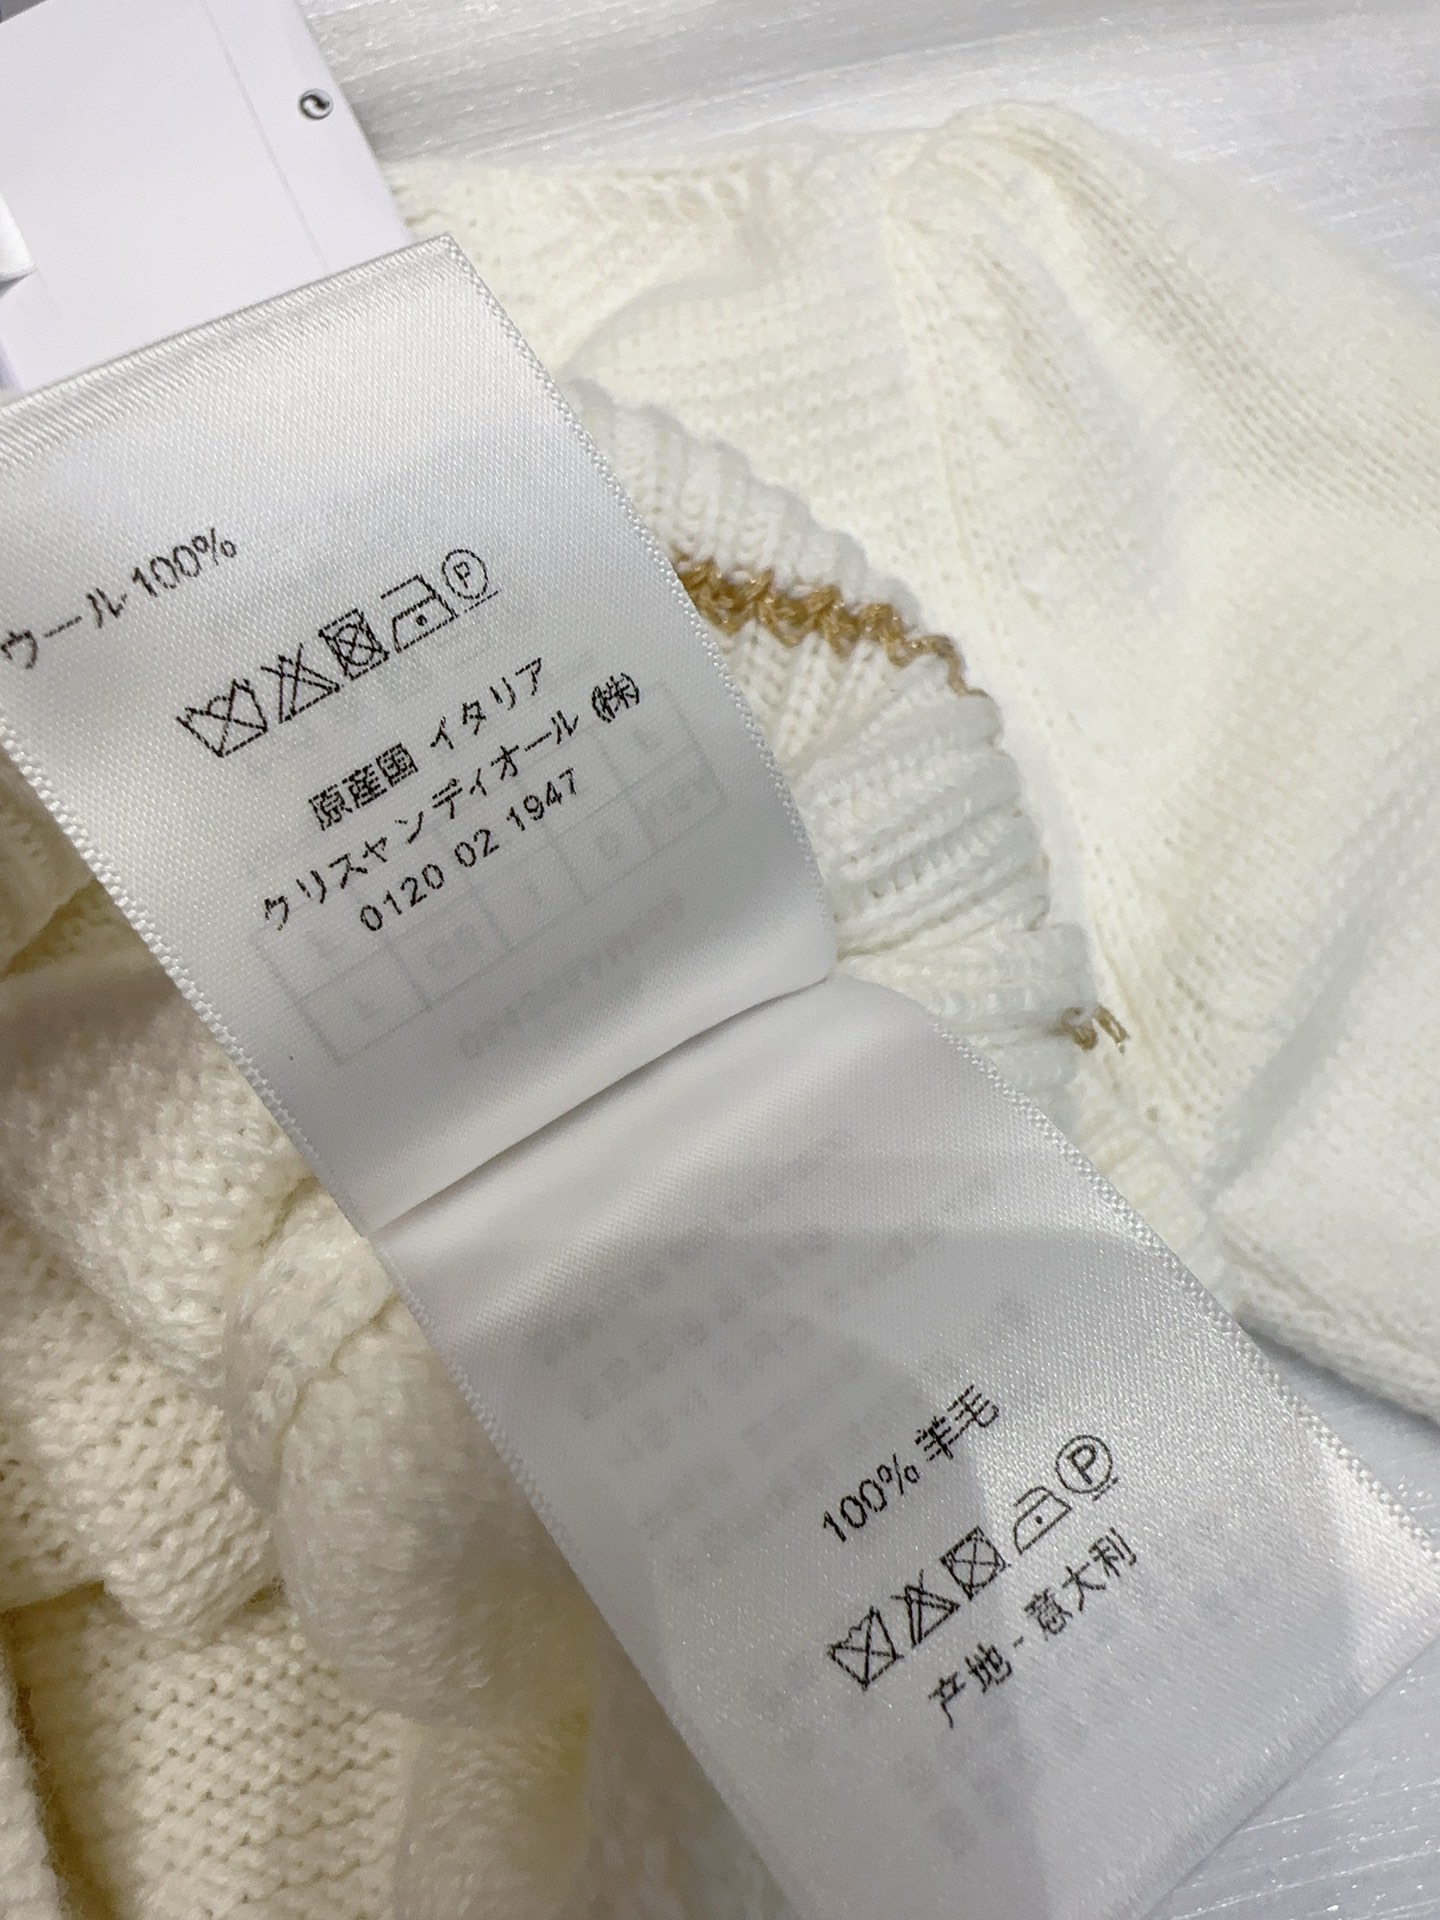 ウール 100%
P
原産国 イタリア
クリスャンディオール (株)
0120 02 1947
100% 羊毛
P
产地 - 意大利